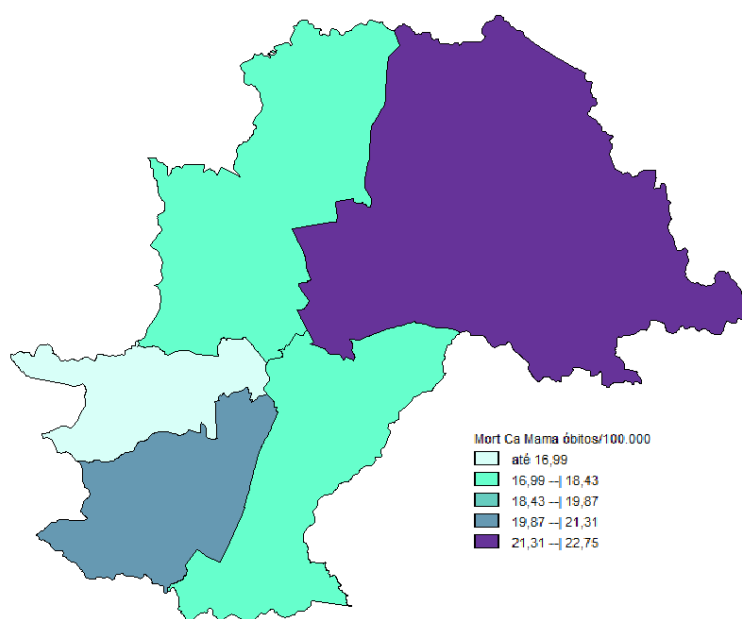 Mort Ca Mama óbitos/100.000
até 16,99
16,99 --| 18,43
18,43 --| 19,87
19,87 --| 21,31
21,31 --| 22,75